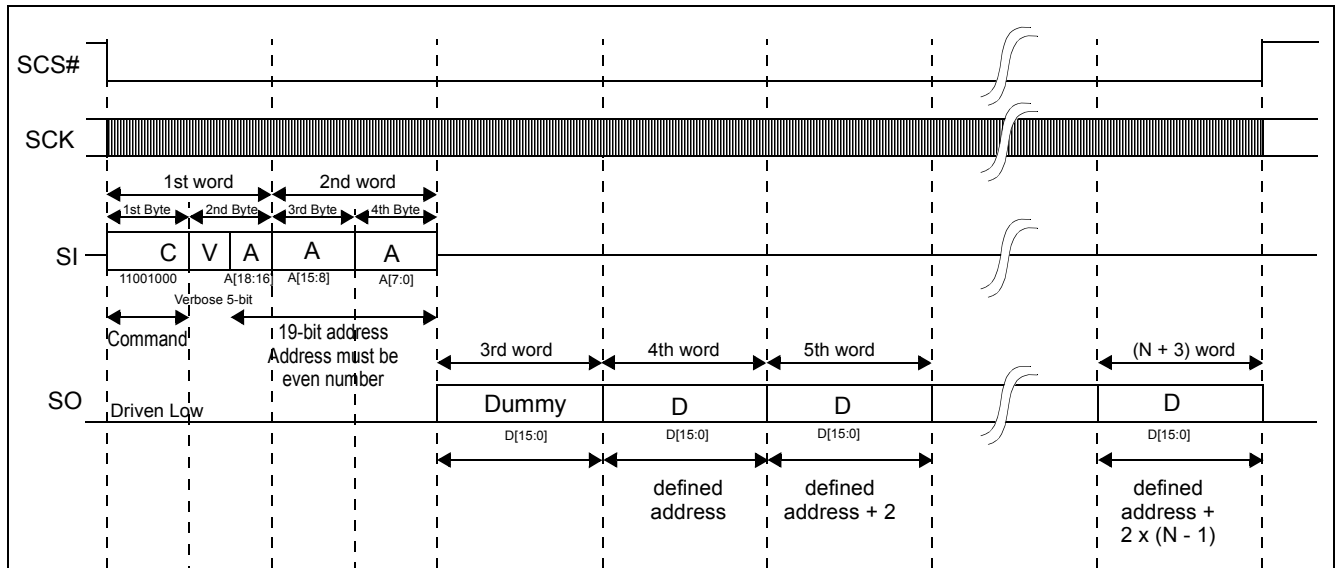 SCS#
SCK
1st word
2nd word
1st Byte
2nd Byte
3rd Byte
4th Byte
SI
C
V
A
A
A
11001000
A[18:16]
A[15:8]
A[7:0]
Verbose 5-bit
Command
19-bit address
Address must be
even number
3rd word
4th word
5th word
(N + 3) word
SO
Driven Low
Dummy
D
D
D
D[15:0]
D[15:0]
D[15:0]
D[15:0]
defined
address
defined
address + 2
defined
address +
2 x (N - 1)